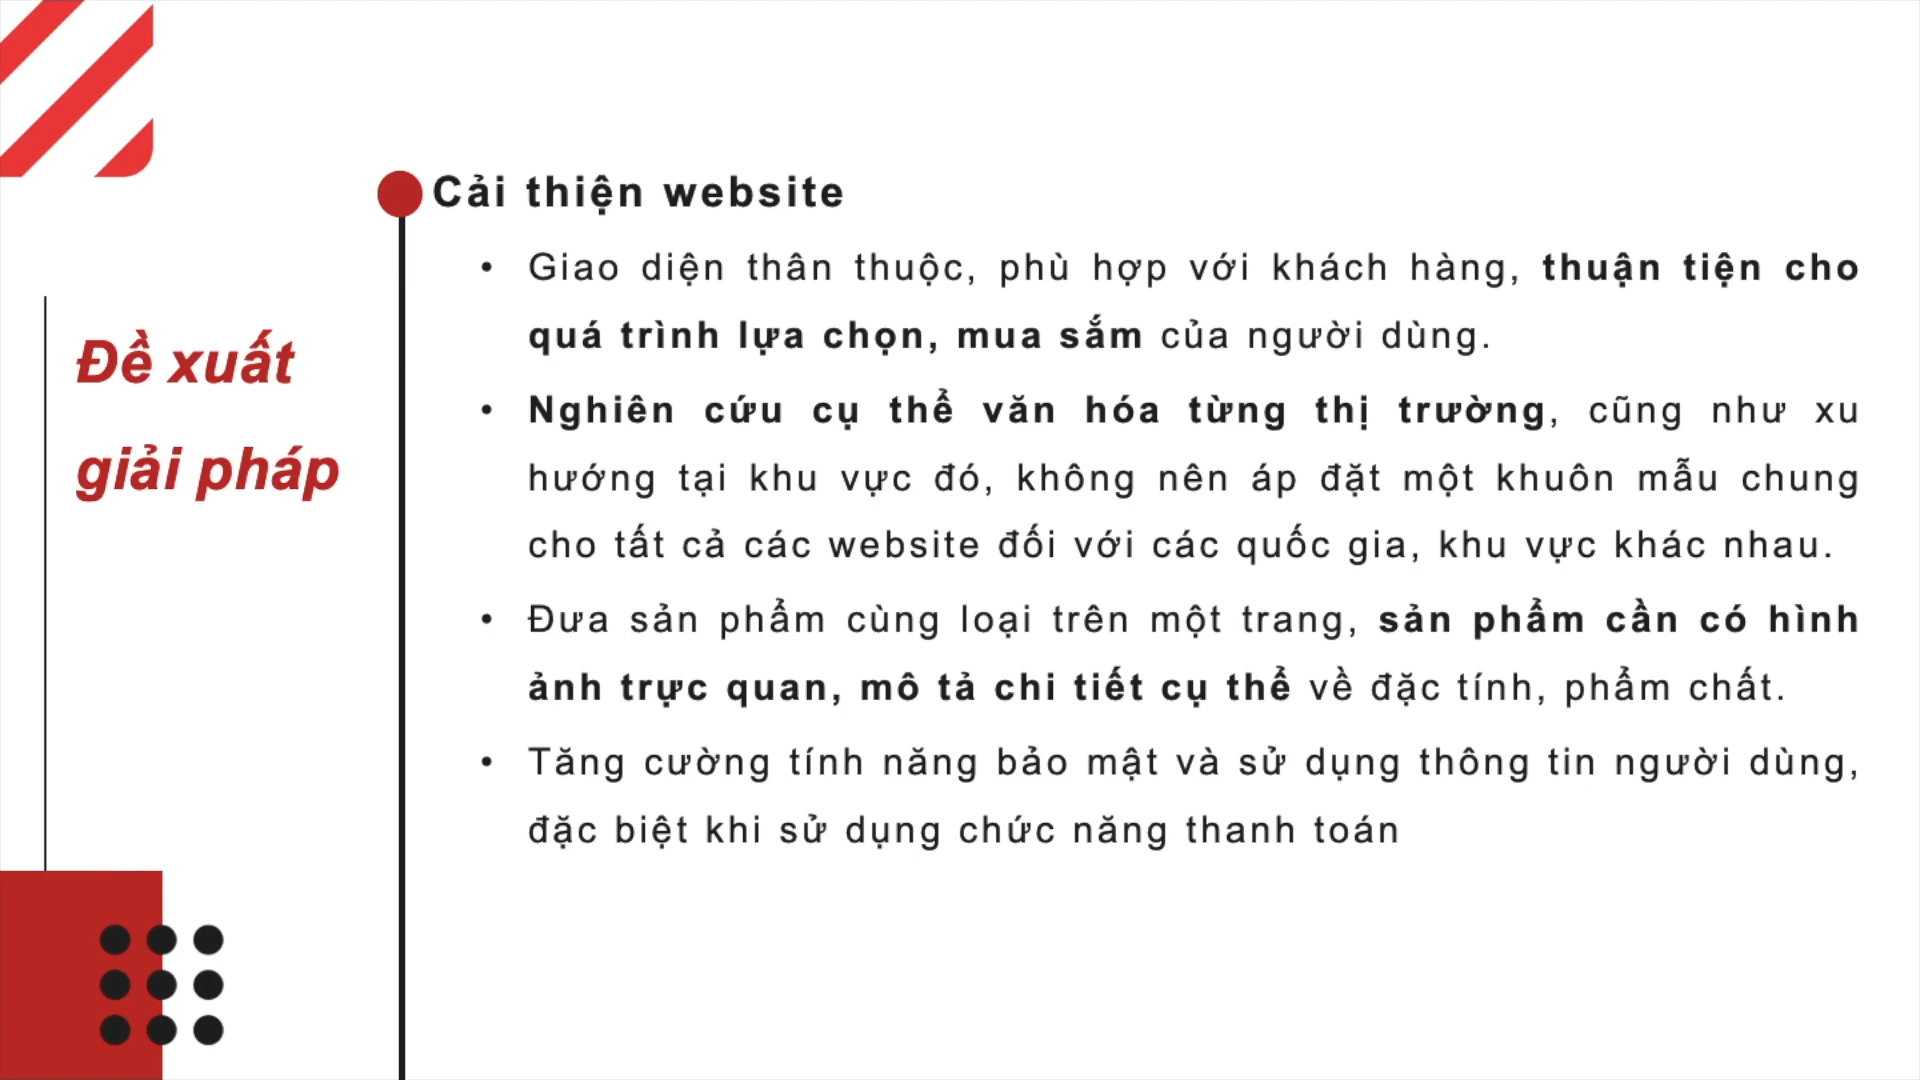 Đề xuất
giải pháp
Cải thiện website
• Giao diện thân thuộc, phù hợp với khách hàng, thuận tiện cho
quá trình lựa chọn, mua sắm của người dùng.
• Nghiên cứu cụ thể văn hóa từng thị trường, cũng như xu
hướng tại khu vực đó, không nên áp đặt một khuôn mẫu chung
cho tất cả các website đối với các quốc gia, khu vực khác nhau.
• Đưa sản phẩm cùng loại trên một trang, sản phẩm cần có hình
ảnh trực quan, mô tả chi tiết cụ thể về đặc tính, phẩm chất.
• Tăng cường tính năng bảo mật và sử dụng thông tin người dùng,
đặc biệt khi sử dụng chức năng thanh toán